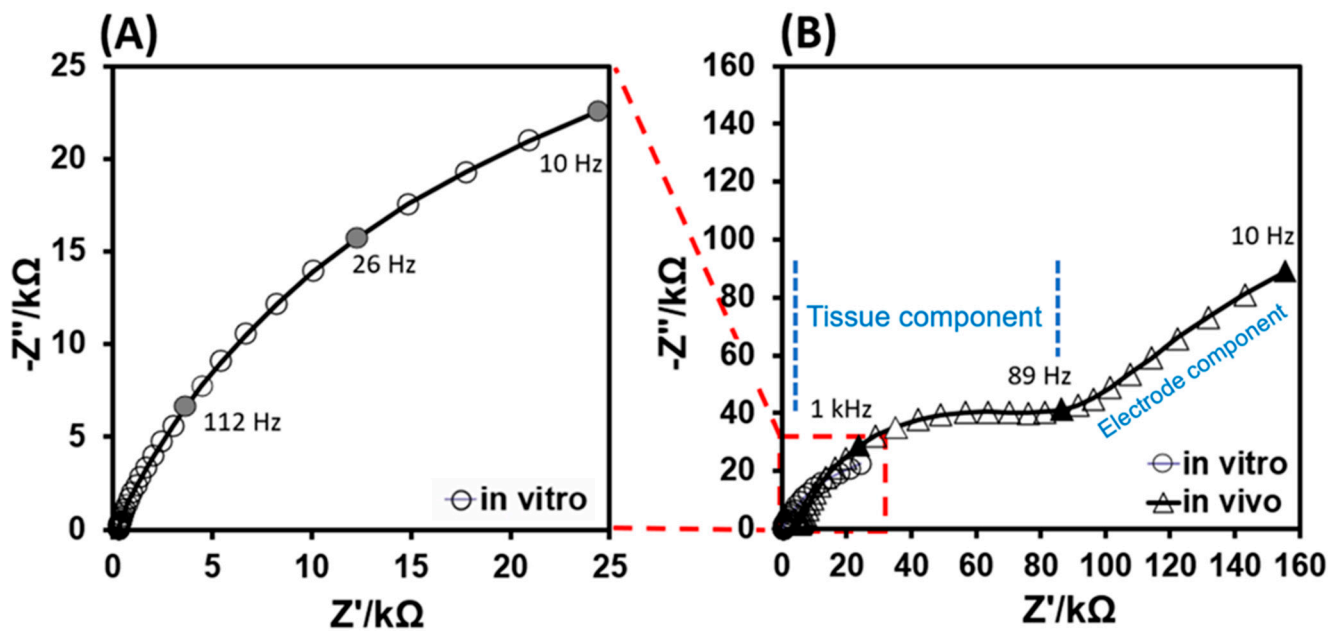 (A)
25
20
15
10
5
0
-Z"/kΩ
10 Hz
26 Hz
112 Hz
in vitro
0 5 10 15 20 25
Z'/kΩ
(B)
160
140
120
100
80
60
40
20
0
-Z"/kΩ
10 Hz
Tissue component
89 Hz
1 kHz
Electrode component
in vitro
in vivo
0 20 40 60 80 100 120 140 160
Z'/kΩ